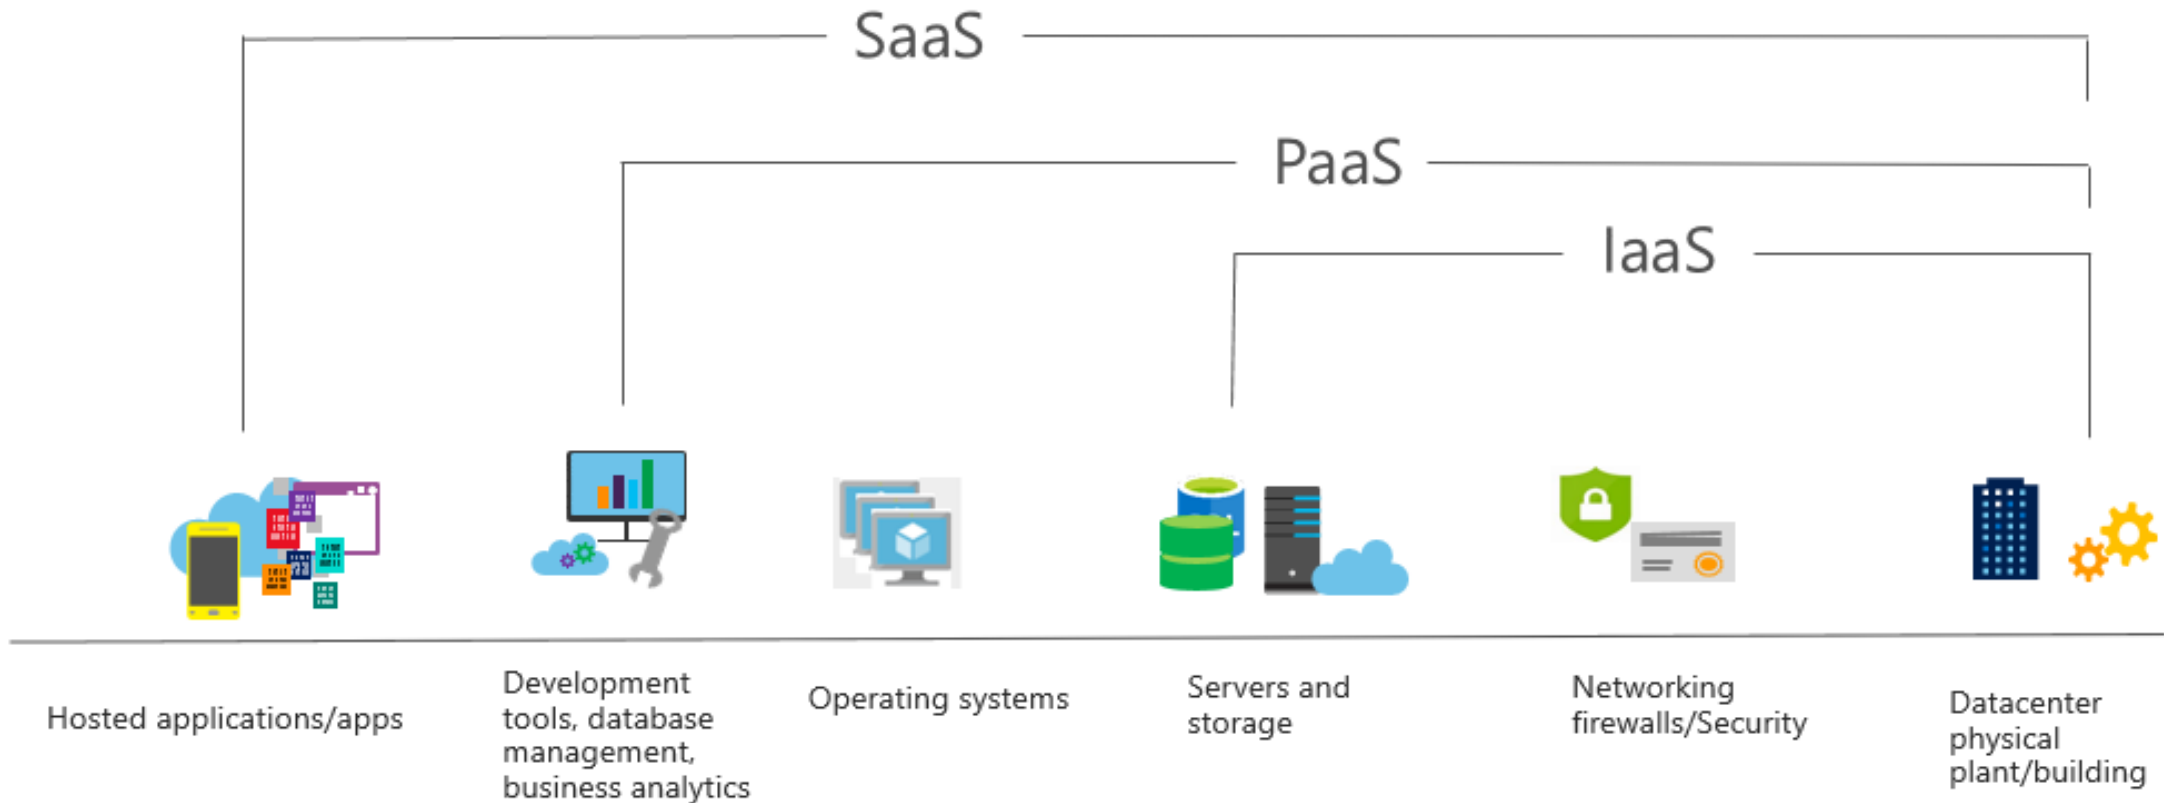 SaaS
PaaS
IaaS
Hosted applications/apps
Development
tools, database
management,
business analytics
Operating systems
Servers and
storage
Networking
firewalls/Security
Datacenter
physical
plant/building